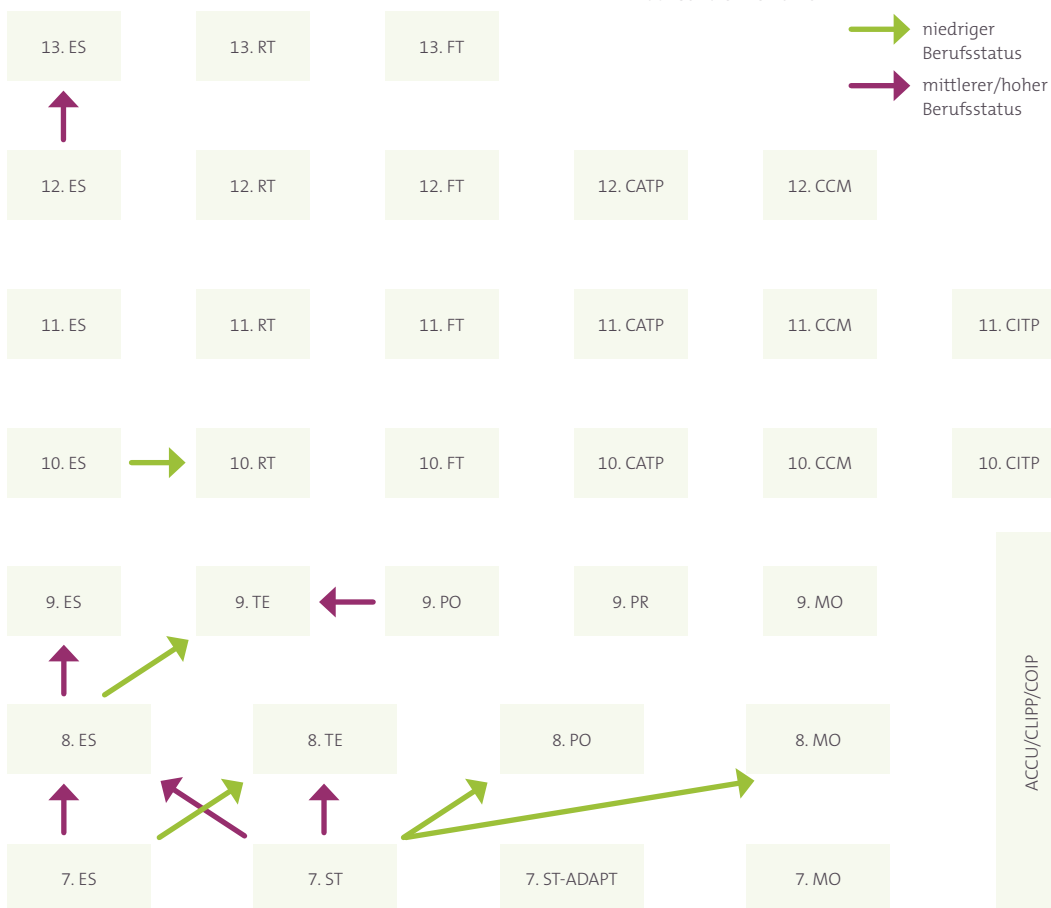 13. ES
13. RT
13. FT
niedriger
Berufsstatus
mittlerer/hoher
Berufsstatus
12. ES
12. RT
12. FT
12. CATP
12. CCM
11. ES
11. RT
11. FT
11. CATP
11. CCM
11. CITP
10. ES
10. RT
10. FT
10. CATP
10. CCM
10. CITP
9. ES
9. TE
9. PO
9. PR
9. MO
ACCU/CLIPP/COIP
8. ES
8. TE
8. PO
8. MO
7. ES
7. ST
7. ST-ADAPT
7. MO